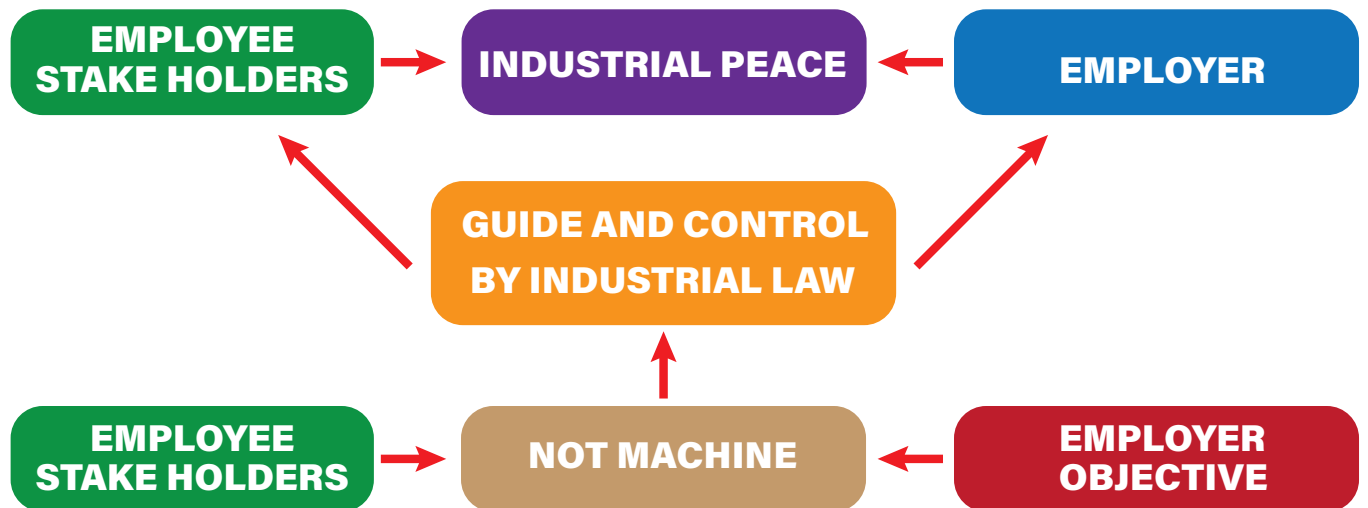 EMPLOYEE
STAKE HOLDERS
INDUSTRIAL PEACE
EMPLOYER
GUIDE AND CONTROL
BY INDUSTRIAL LAW
EMPLOYEE
STAKE HOLDERS
NOT MACHINE
EMPLOYER
OBJECTIVE